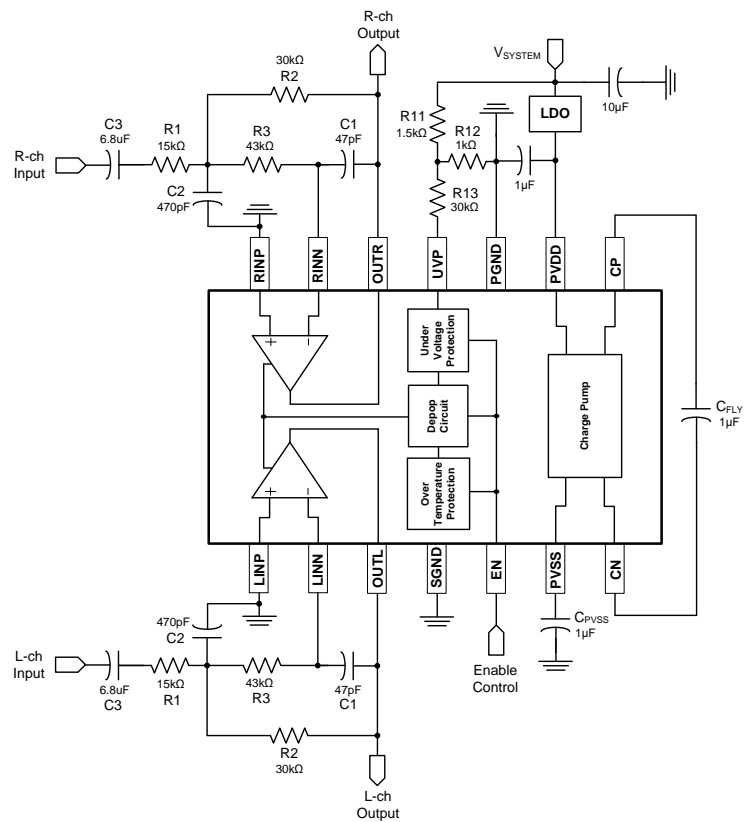 R-ch
Output
VSYSTEM
30kΩ
R2
10µF
LDO
R11
1.5kΩ
R12
1kΩ
C3
6.8uF
R1
15kΩ
R3
43kΩ
C1
47pF
R-ch
Input
1µF
C2
470pF
R13
30kΩ
RINP
RINN
OUTR
UVP
PGND
PVDD
CP
+
−
Under
Voltage
Protection
Depop
Circuit
Over
Temperature
Protection
Charge Pump
CFLY
1µF
+
−
LINP
LINN
OUTL
SGND
EN
PVSS
CN
470pF
C2
CPVSS
1µF
L-ch
Input
6.8uF
C3
15kΩ
R1
43kΩ
R3
47pF
C1
Enable
Control
R2
30kΩ
L-ch
Output